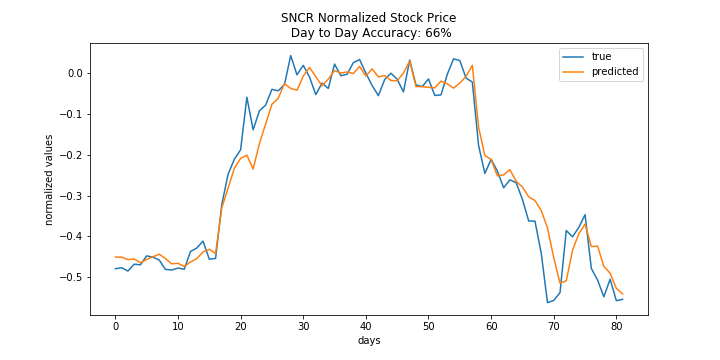 SNCR Normalized Stock Price
Day to Day Accuracy: 66%
true
predicted
normalized values
0.0
−0.1
−0.2
−0.3
−0.4
−0.5
0 10 20 30 40 50 60 70 80
days